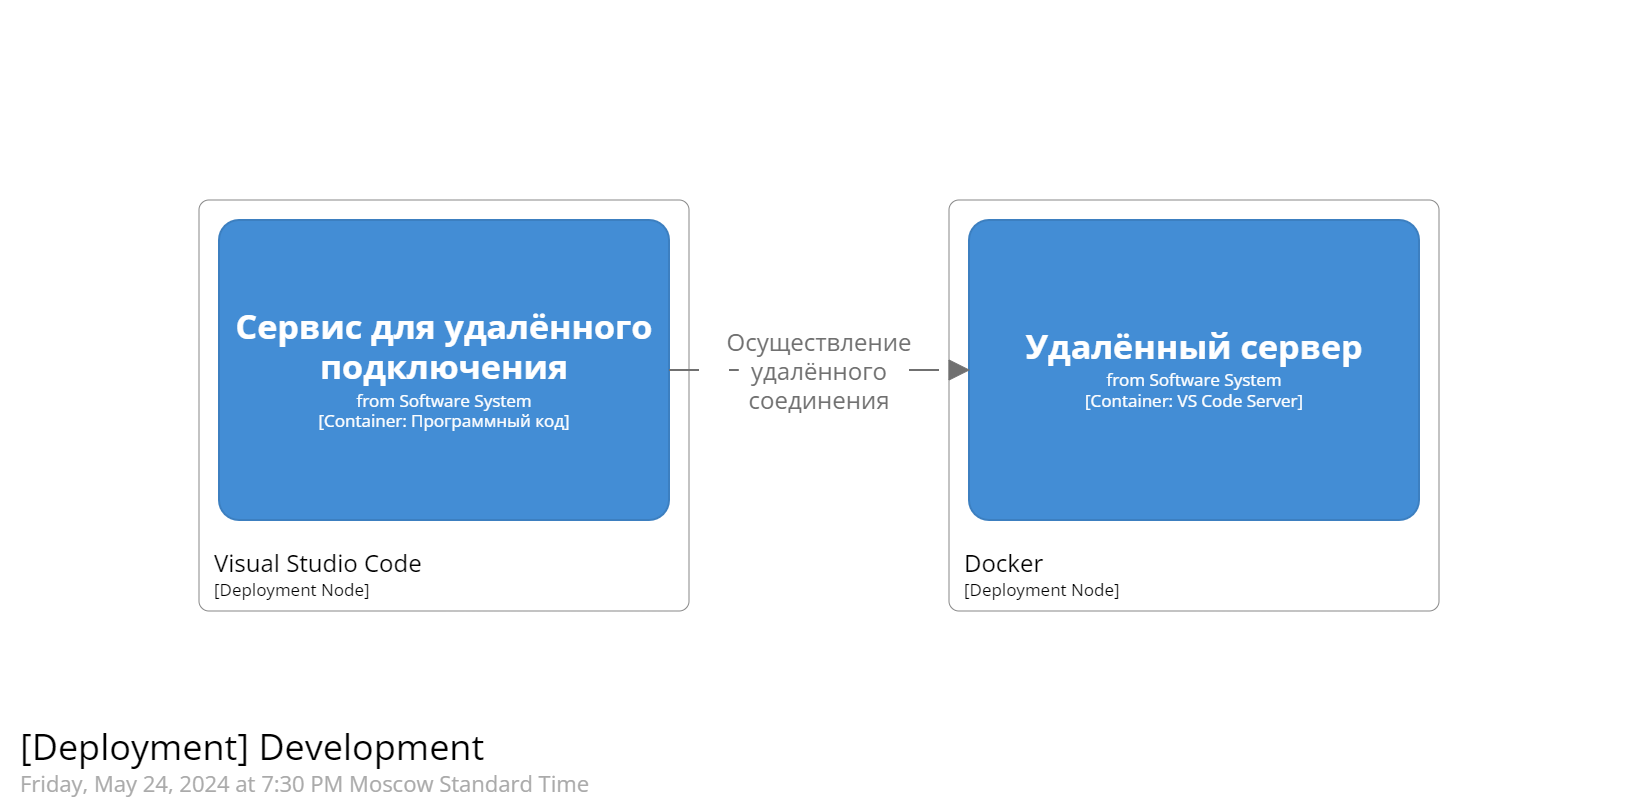 Сервис для удалённого
подключения
from Software System
[Container: Программный код]
Visual Studio Code
[Deployment Node]
Осуществление
удалённого
соединения
Удалённый сервер
from Software System
[Container: VS Code Server]
Docker
[Deployment Node]
[Deployment] Development
Friday, May 24, 2024 at 7:30 PM Moscow Standard Time